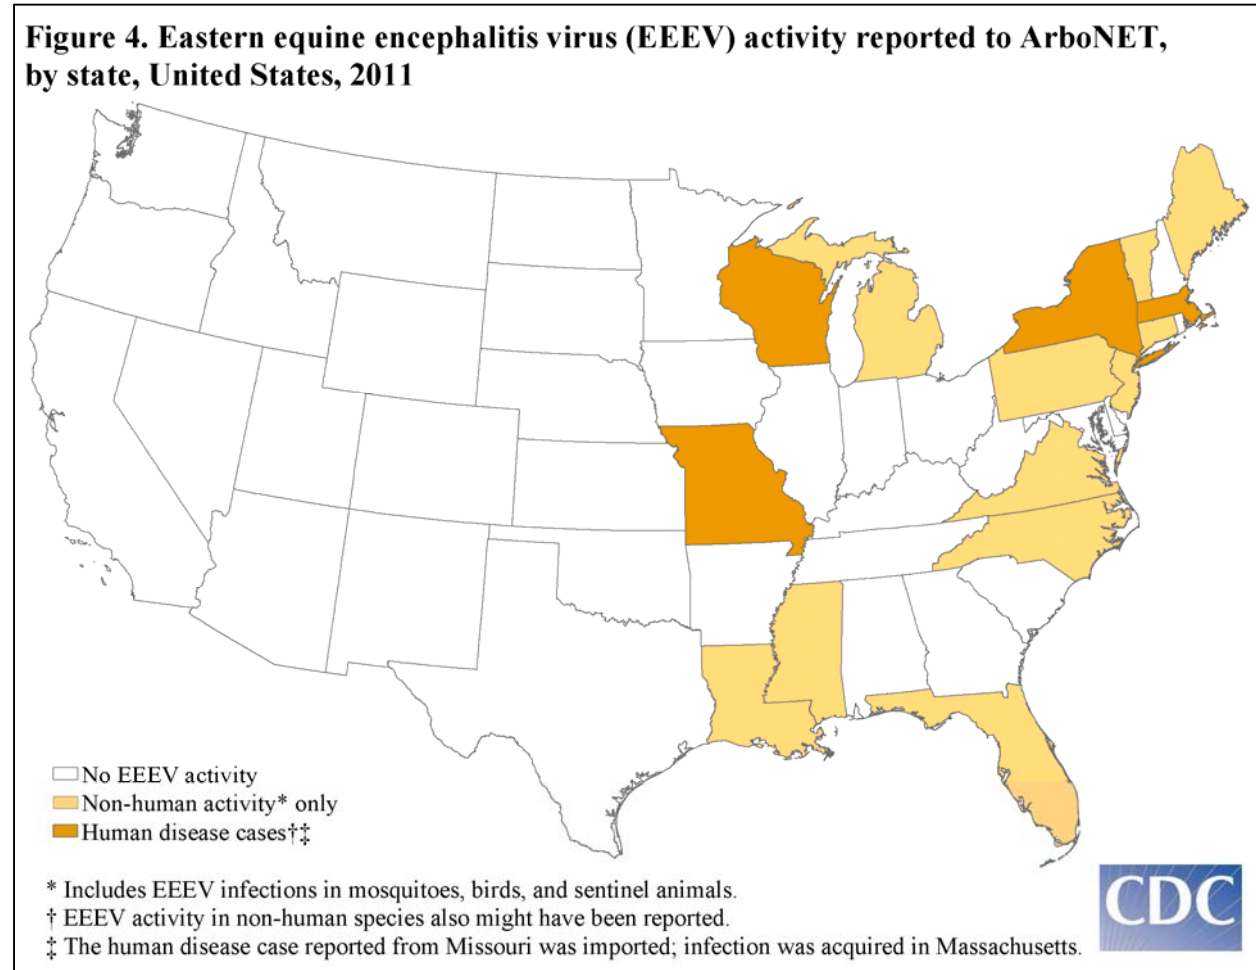 Figure 4. Eastern equine encephalitis virus (EEEV) activity reported to ArboNET,
by state, United States, 2011
No EEEV activity
Non-human activity* only
Human disease cases†‡
* Includes EEEV infections in mosquitoes, birds, and sentinel animals.
† EEEV activity in non-human species also might have been reported.
‡ The human disease case reported from Missouri was imported; infection was acquired in Massachusetts.
CDC